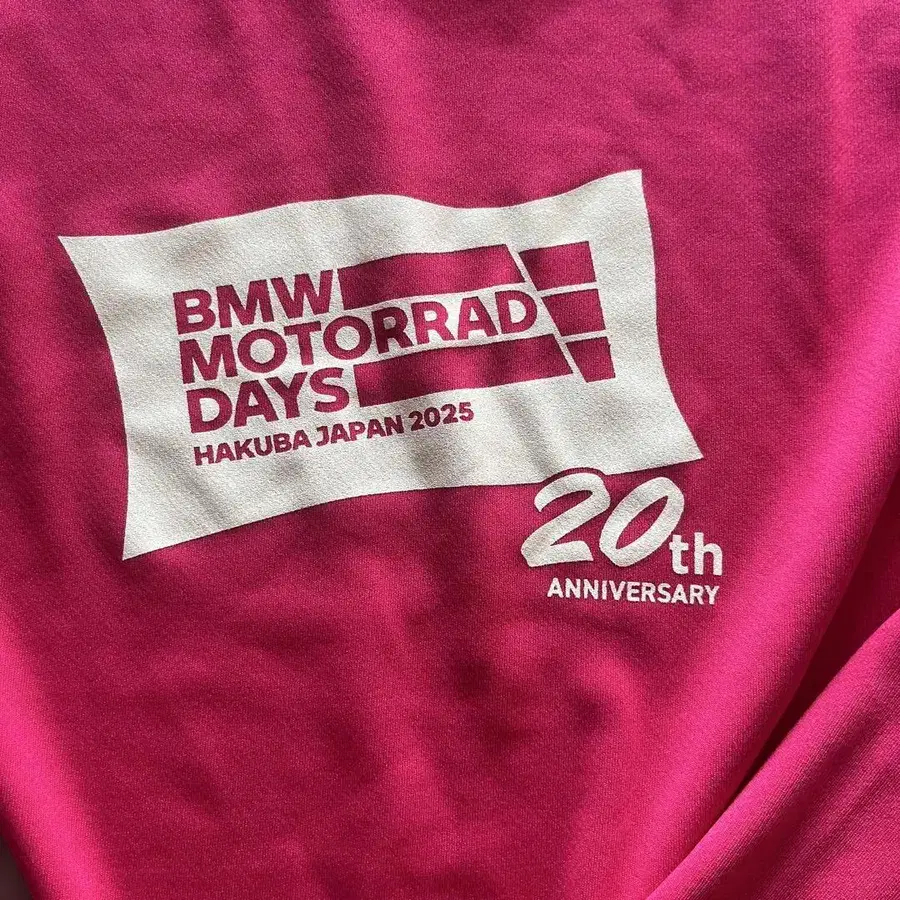 BMW
MOTORRAD
DAYS
HAKUBA JAPAN 2025
20th
ANNIVERSARY